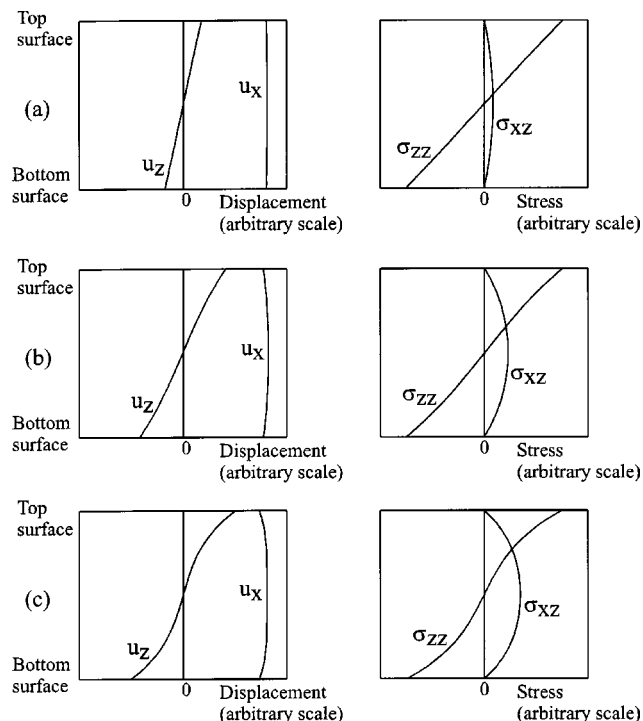 Top
surface
(a)
u_z
u_x
Bottom
surface
0
Displacement
(arbitrary scale)
σ_zz
σ_xz
0
Stress
(arbitrary scale)
Top
surface
(b)
u_z
u_x
Bottom
surface
0
Displacement
(arbitrary scale)
σ_zz
σ_xz
0
Stress
(arbitrary scale)
Top
surface
(c)
u_z
u_x
Bottom
surface
0
Displacement
(arbitrary scale)
σ_zz
σ_xz
0
Stress
(arbitrary scale)